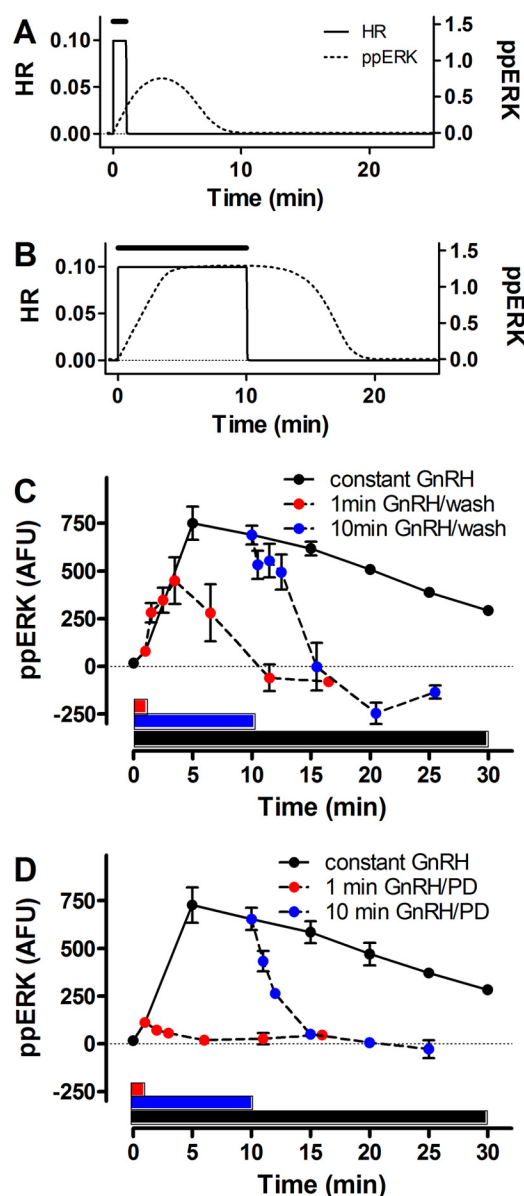 A
HR
ppERK
0.10
0.05
0.00
HR
1.5
1.0
0.5
0.0
ppERK
0 10 20
Time (min)
B
0.10
0.05
0.00
HR
1.5
1.0
0.5
0.0
ppERK
0 10 20
Time (min)
C
constant GnRH
1min GnRH/wash
10min GnRH/wash
750
500
250
0
-250
ppERK (AFU)
0 5 10 15 20 25 30
Time (min)
D
constant GnRH
1 min GnRH/PD
10 min GnRH/PD
750
500
250
0
-250
ppERK (AFU)
0 5 10 15 20 25 30
Time (min)